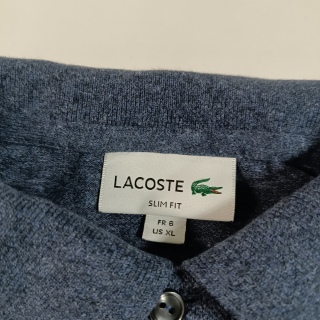 LACOSTE
SLIM FIT
FR 6
US XL